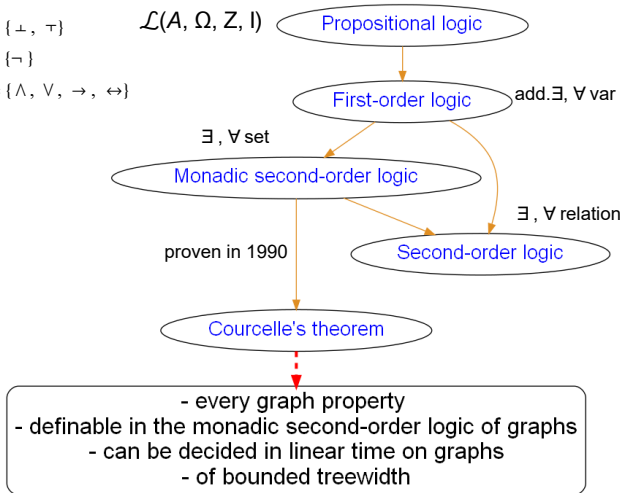 {⊥, ⊤}
ℒ(A, Ω, Z, I)
Propositional logic
{¬}
{∧, ∨, →, ↔}
First-order logic
add.∃, ∀ var
∃ , ∀ set
Monadic second-order logic
∃ , ∀ relation
proven in 1990
Second-order logic
Courcelle's theorem
- every graph property
- definable in the monadic second-order logic of graphs
- can be decided in linear time on graphs
- of bounded treewidth